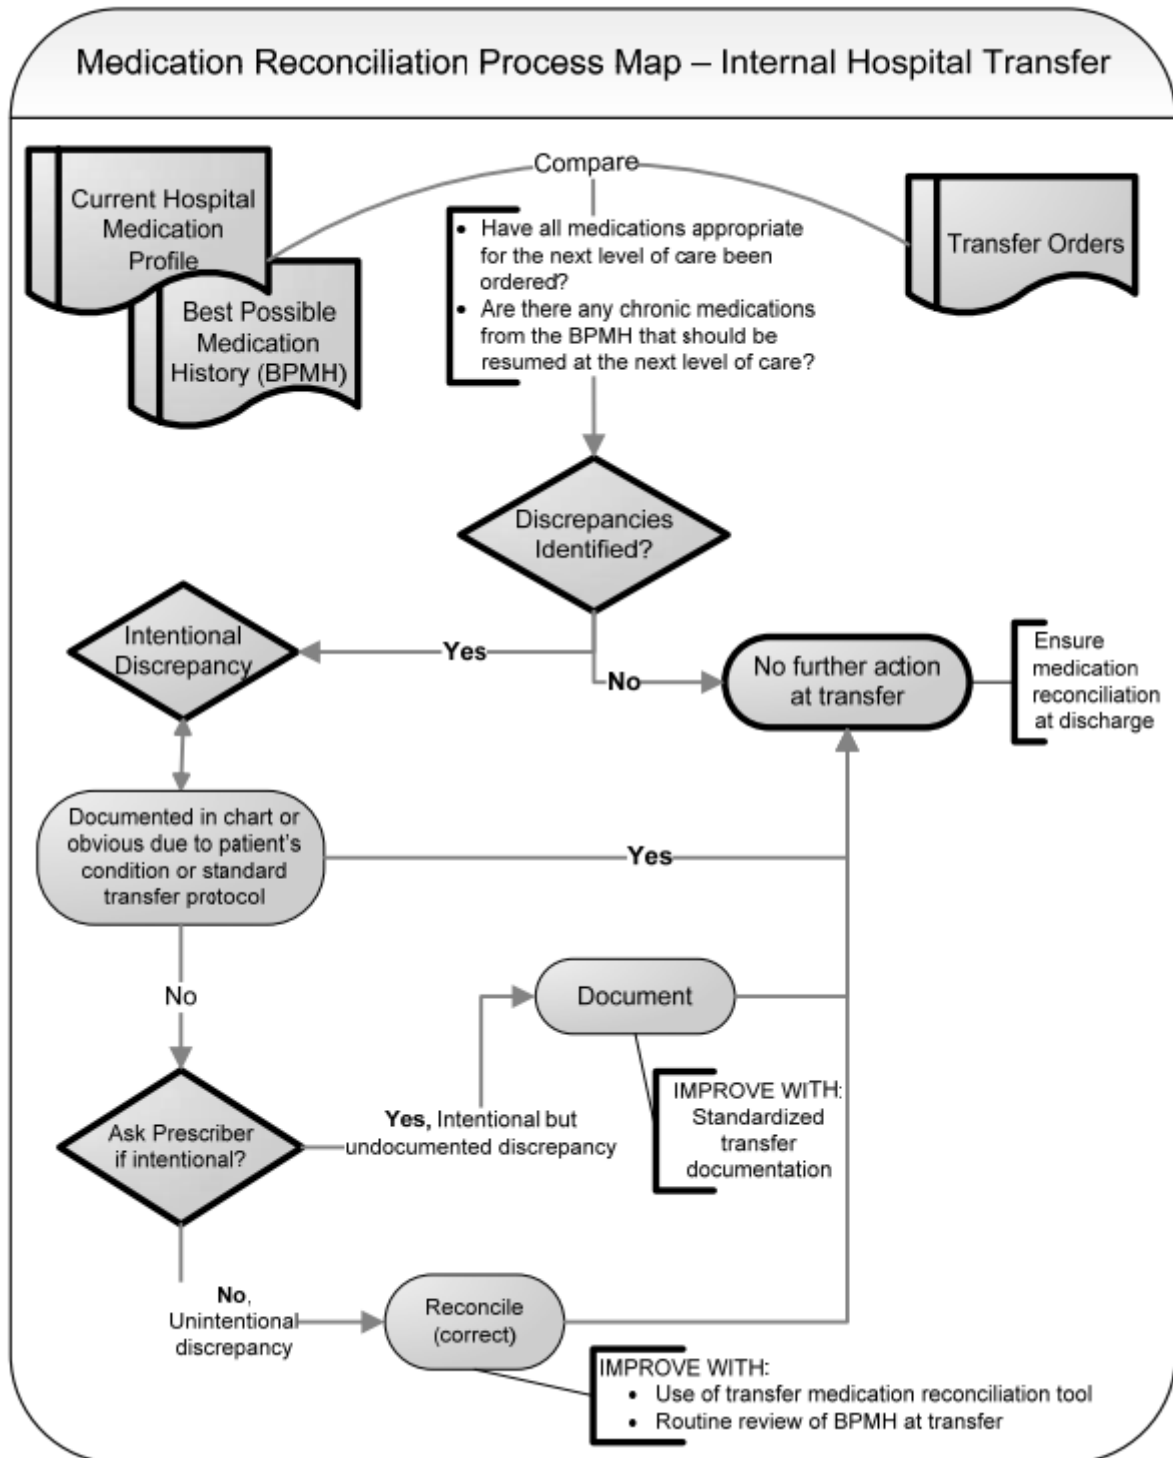 Medication Reconciliation Process Map – Internal Hospital Transfer
Current Hospital
Medication
Profile
Best Possible
Medication
History (BPMH)
Compare
• Have all medications appropriate
for the next level of care been
ordered?
• Are there any chronic medications
from the BPMH that should be
resumed at the next level of care?
Transfer Orders
Discrepancies
Identified?
Intentional
Discrepancy
Yes
No
No further action
at transfer
Ensure
medication
reconciliation
at discharge
Documented in chart or
obvious due to patient's
condition or standard
transfer protocol
Yes
No
Document
IMPROVE WITH:
Standardized
transfer
documentation
Ask Prescriber
if intentional?
Yes, Intentional but
undocumented discrepancy
No,
Unintentional
discrepancy
Reconcile
(correct)
IMPROVE WITH:
• Use of transfer medication reconciliation tool
• Routine review of BPMH at transfer